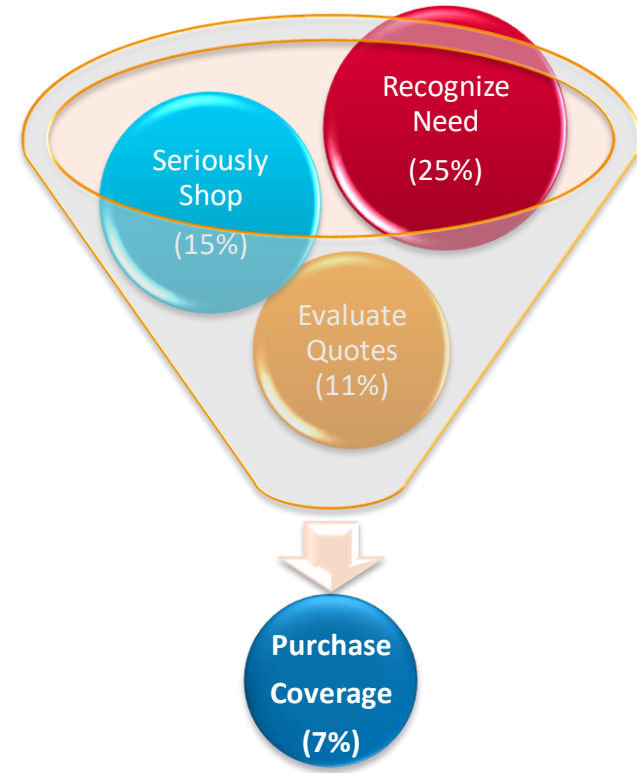 Recognize
Need
(25%)
Seriously
Shop
(15%)
Evaluate
Quotes
(11%)
Purchase
Coverage
(7%)